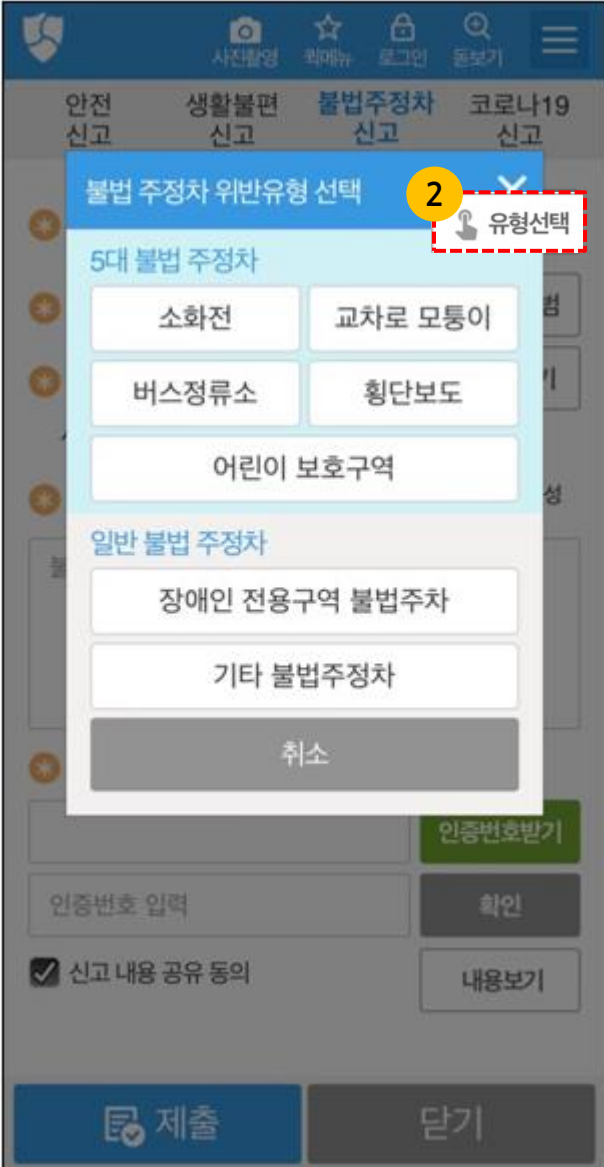 사진촬영 퀵메뉴 로그인 돋보기
안전 신고
생활불편 신고
불법주정차 신고
코로나19 신고
불법 주정차 위반유형 선택
2
유형선택
5대 불법 주정차
소화전
교차로 모퉁이
버스정류소
횡단보도
어린이 보호구역
일반 불법 주정차
장애인 전용구역 불법주차
기타 불법주정차
취소
범
기
성
불
인증번호받기
인증번호 입력
확인
신고 내용 공유 동의
내용보기
제출
닫기